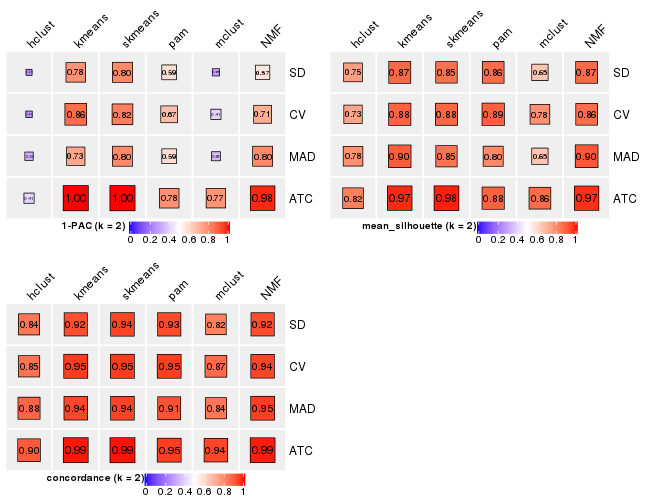 hclust kmeans skmeans pam mclust NMF
0.78 0.80 0.59 0.57 SD
0.86 0.82 0.67 0.41 0.71 CV
0.73 0.80 0.59 0.80 MAD
0.41 1.00 1.00 0.78 0.77 0.98 ATC
1-PAC (k = 2)
0 0.2 0.4 0.6 0.8 1
hclust kmeans skmeans pam mclust NMF
0.75 0.87 0.85 0.86 0.65 0.87 SD
0.73 0.88 0.88 0.89 0.78 0.86 CV
0.78 0.90 0.85 0.80 0.65 0.90 MAD
0.82 0.97 0.98 0.88 0.86 0.97 ATC
mean_silhouette (k = 2)
0 0.2 0.4 0.6 0.8 1
hclust kmeans skmeans pam mclust NMF
0.84 0.92 0.94 0.93 0.82 0.92 SD
0.85 0.95 0.95 0.95 0.87 0.94 CV
0.88 0.94 0.94 0.91 0.84 0.95 MAD
0.90 0.99 0.99 0.95 0.94 0.99 ATC
concordance (k = 2)
0 0.2 0.4 0.6 0.8 1